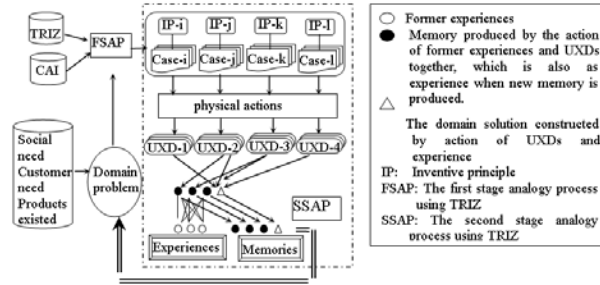 TRIZ
CAI
FSAP
IP-i
IP-j
IP-k
IP-l
Case-i
Case-j
Case-k
Case-l
physical actions
UXD-1
UXD-2
UXD-3
UXD-4
Social
need
Customer
need
Products
existed
Domain
problem
SSAP
Experiences
Memories
Former experiences
Memory produced by the action
of former experiences and UXDs
together, which is also as
experience when new memory is
produced.
The domain solution constructed
by action of UXDs and
experience
IP: Inventive principle
FSAP: The first stage analogy process
using TRIZ
SSAP: The second stage analogy
process using TRIZ